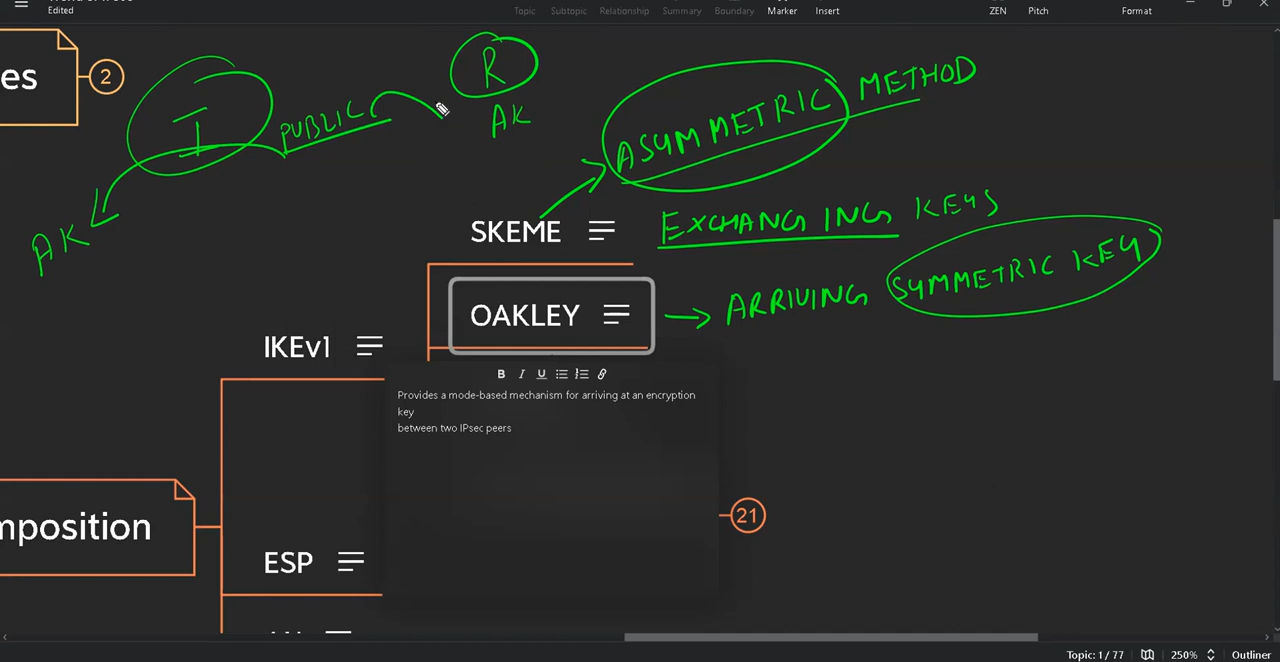 Edited
Topic Subtopic Relationship Summary Boundary Marker Insert ZEN Pitch Format
es
2
I
PUBLIC
R
AK
AK
ASYMMETRIC METHOD
SKEME
EXCHANGINGS KEYS
OAKLEY
ARRIVING SYMMETRIC KEY
IKEv1
B I U
Provides a mode-based mechanism for arriving at an encryption
key
between two IPsec peers
21
mposition
ESP
Topic: 1 / 77 250% Outliner